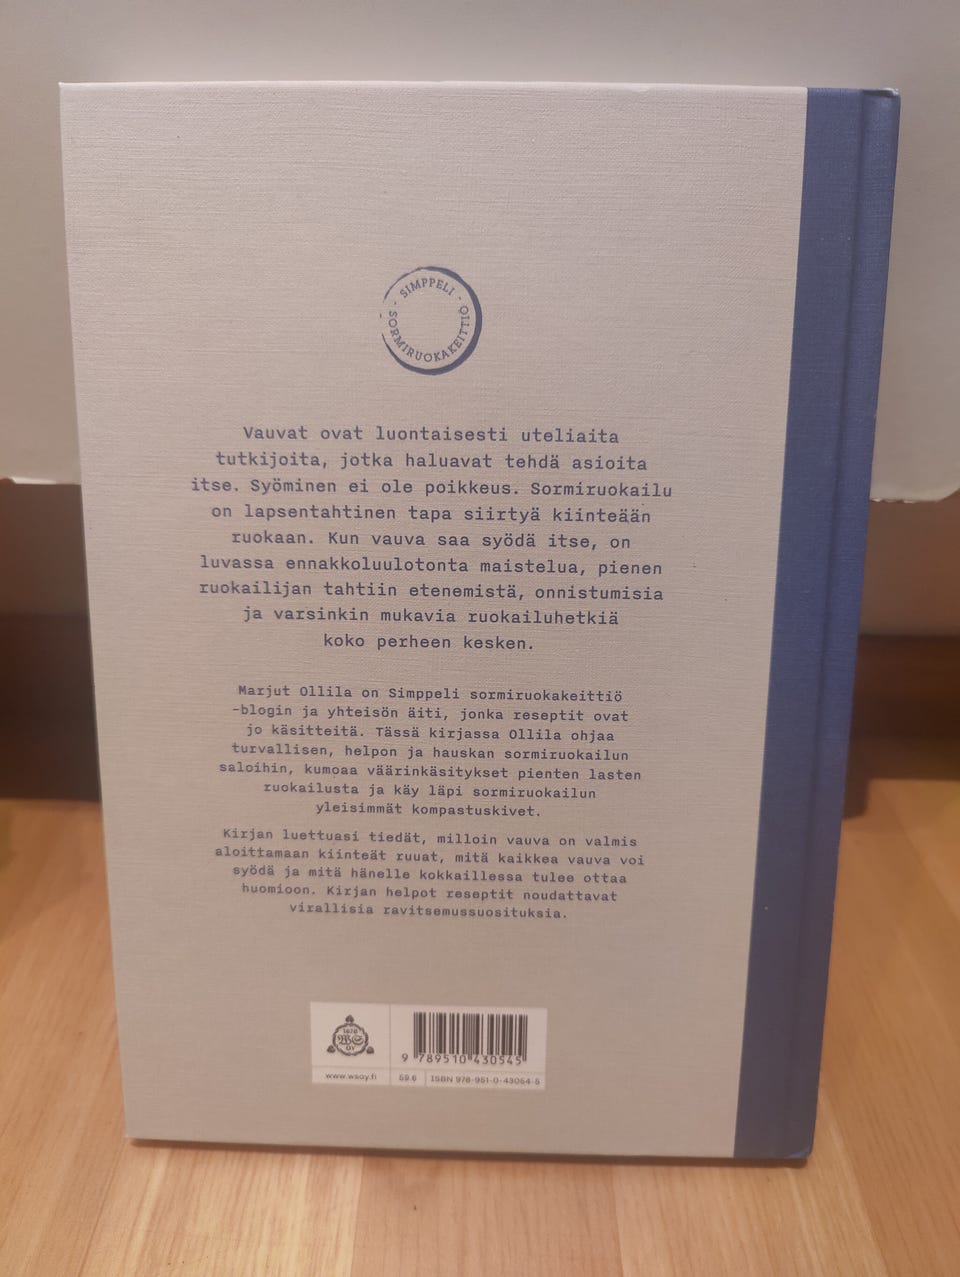 SIMPPELI
SORMIRUOKAKEITTIÖ
Vauvat ovat luontaisesti uteliaita
tutkijoita, jotka haluavat tehdä asioita
itse. Syöminen ei ole poikkeus. Sormiruokailu
on lapsentahtinen tapa siirtyä kiinteään
ruokaan. Kun vauva saa syödä itse, on
luvassa ennakkoluulotonta maistelua, pienen
ruokailijan tahtiin etenemistä, onnistumisia
ja varsinkin mukavia ruokailuhetkiä
koko perheen kesken.
Marjut Ollila on Simppeli sormiruokakeittiö
-blogin ja yhteisön äiti, jonka reseptit ovat
jo käsitteitä. Tässä kirjassa Ollila ohjaa
turvallisen, helpon ja hauskan sormiruokailun
saloihin, kumoaa väärinkäsitykset pienten lasten
ruokailusta ja käy läpi sormiruokailun
yleisimmät kompastuskivet.
Kirjan luettuasi tiedät, milloin vauva on valmis
aloittamaan kiinteät ruuat, mitä kaikkea vauva voi
syödä ja mitä hänelle kokkaillessa tulee ottaa
huomioon. Kirjan helpot reseptit noudattavat
virallisia ravitsemussuosituksia.
1878
WS
OY
9 789510 430545
www.wsoy.fi
59.6
ISBN 978-951-0-43054-5